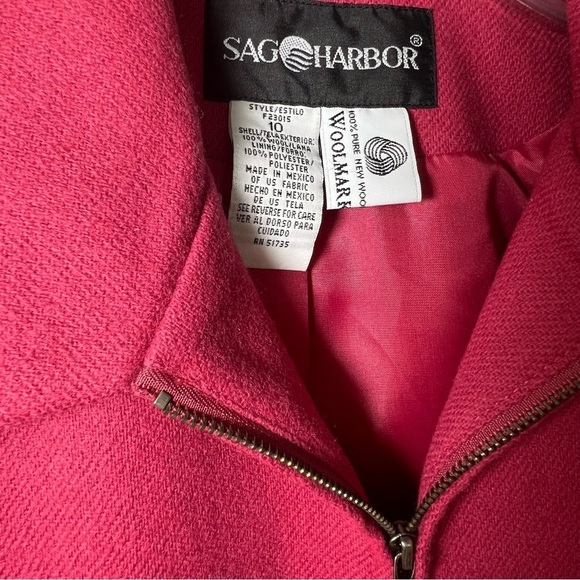 SAG HARBOR®
STYLE/ESTILO
F23015
10
SHELL/TELA EXTERIOR:
100% WOOL/LANA
LINING/FORRO:
100% POLYESTER/
POLIESTER
MADE IN MEXICO
OF US FABRIC
HECHO EN MÉXICO
DE US TELA
SEE REVERSE FOR CARE
VER AL DORSO PARA
CUIDADO
RN 51735
100% PURE NEW WOO
WOOLMARK